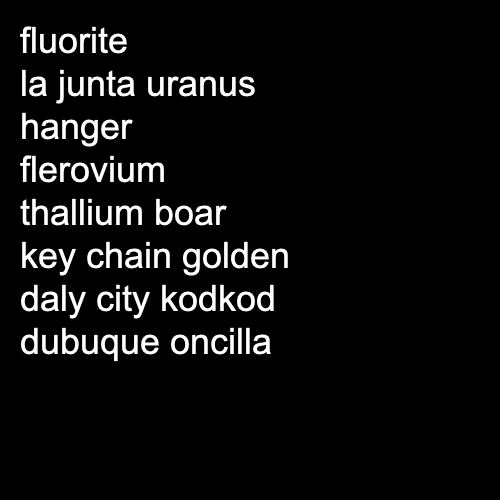 fluorite
la junta uranus
hanger
flerovium
thallium boar
key chain golden
daly city kodkod
dubuque oncilla